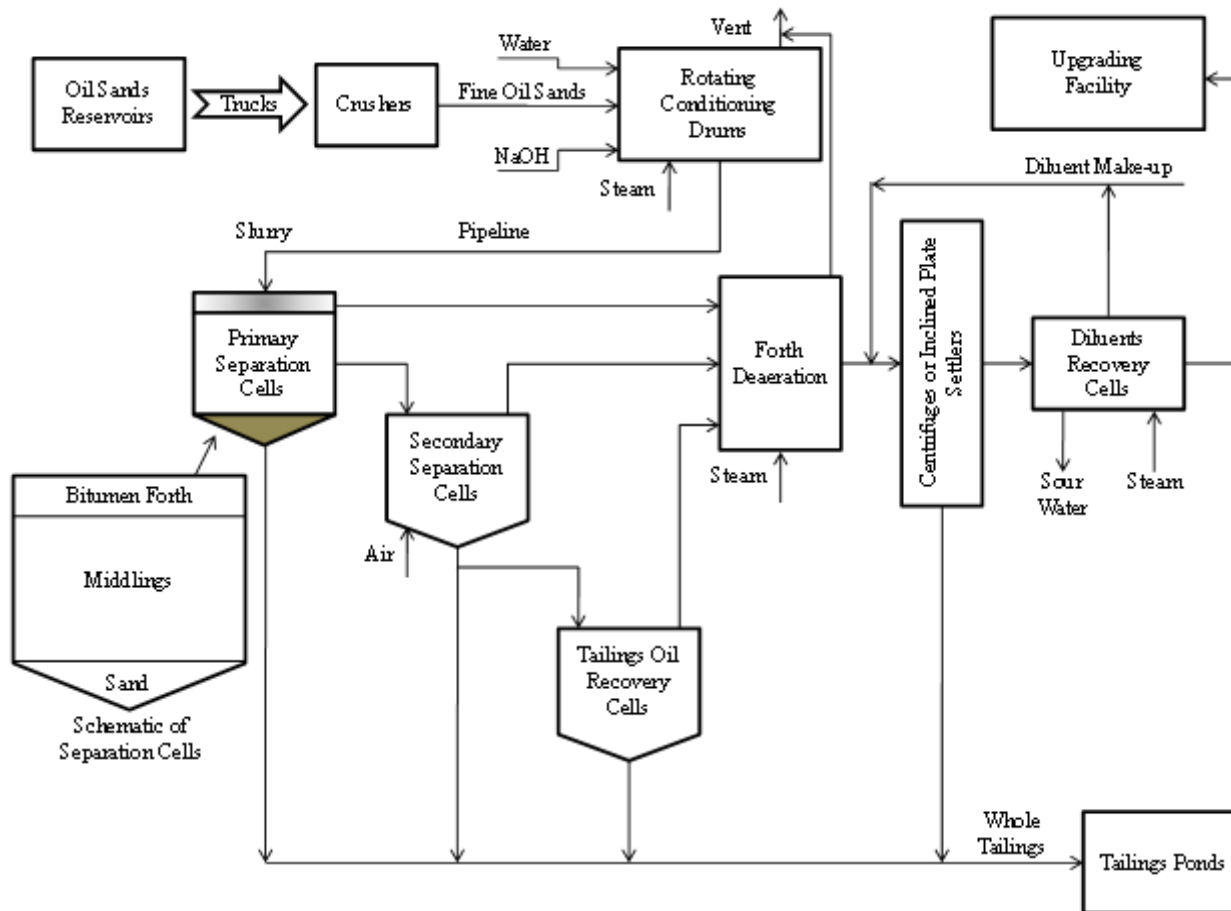 Vent
Water
Oil Sands
Reservoirs
Trucks
Crushers
Fine Oil Sands
NaOH
Rotating
Conditioning
Drums
Steam
Upgrading
Facility
Diluent Make-up
Slurry
Pipeline
Primary
Separation
Cells
Secondary
Separation
Cells
Air
Forth
Deaeration
Steam
Centrifuges or Inclined Plate
Settlers
Diluents
Recovery
Cells
Sour
Water
Steam
Bitumen Forth
Middlings
Sand
Schematic of
Separation Cells
Tailings Oil
Recovery
Cells
Whole
Tailings
Tailings Ponds